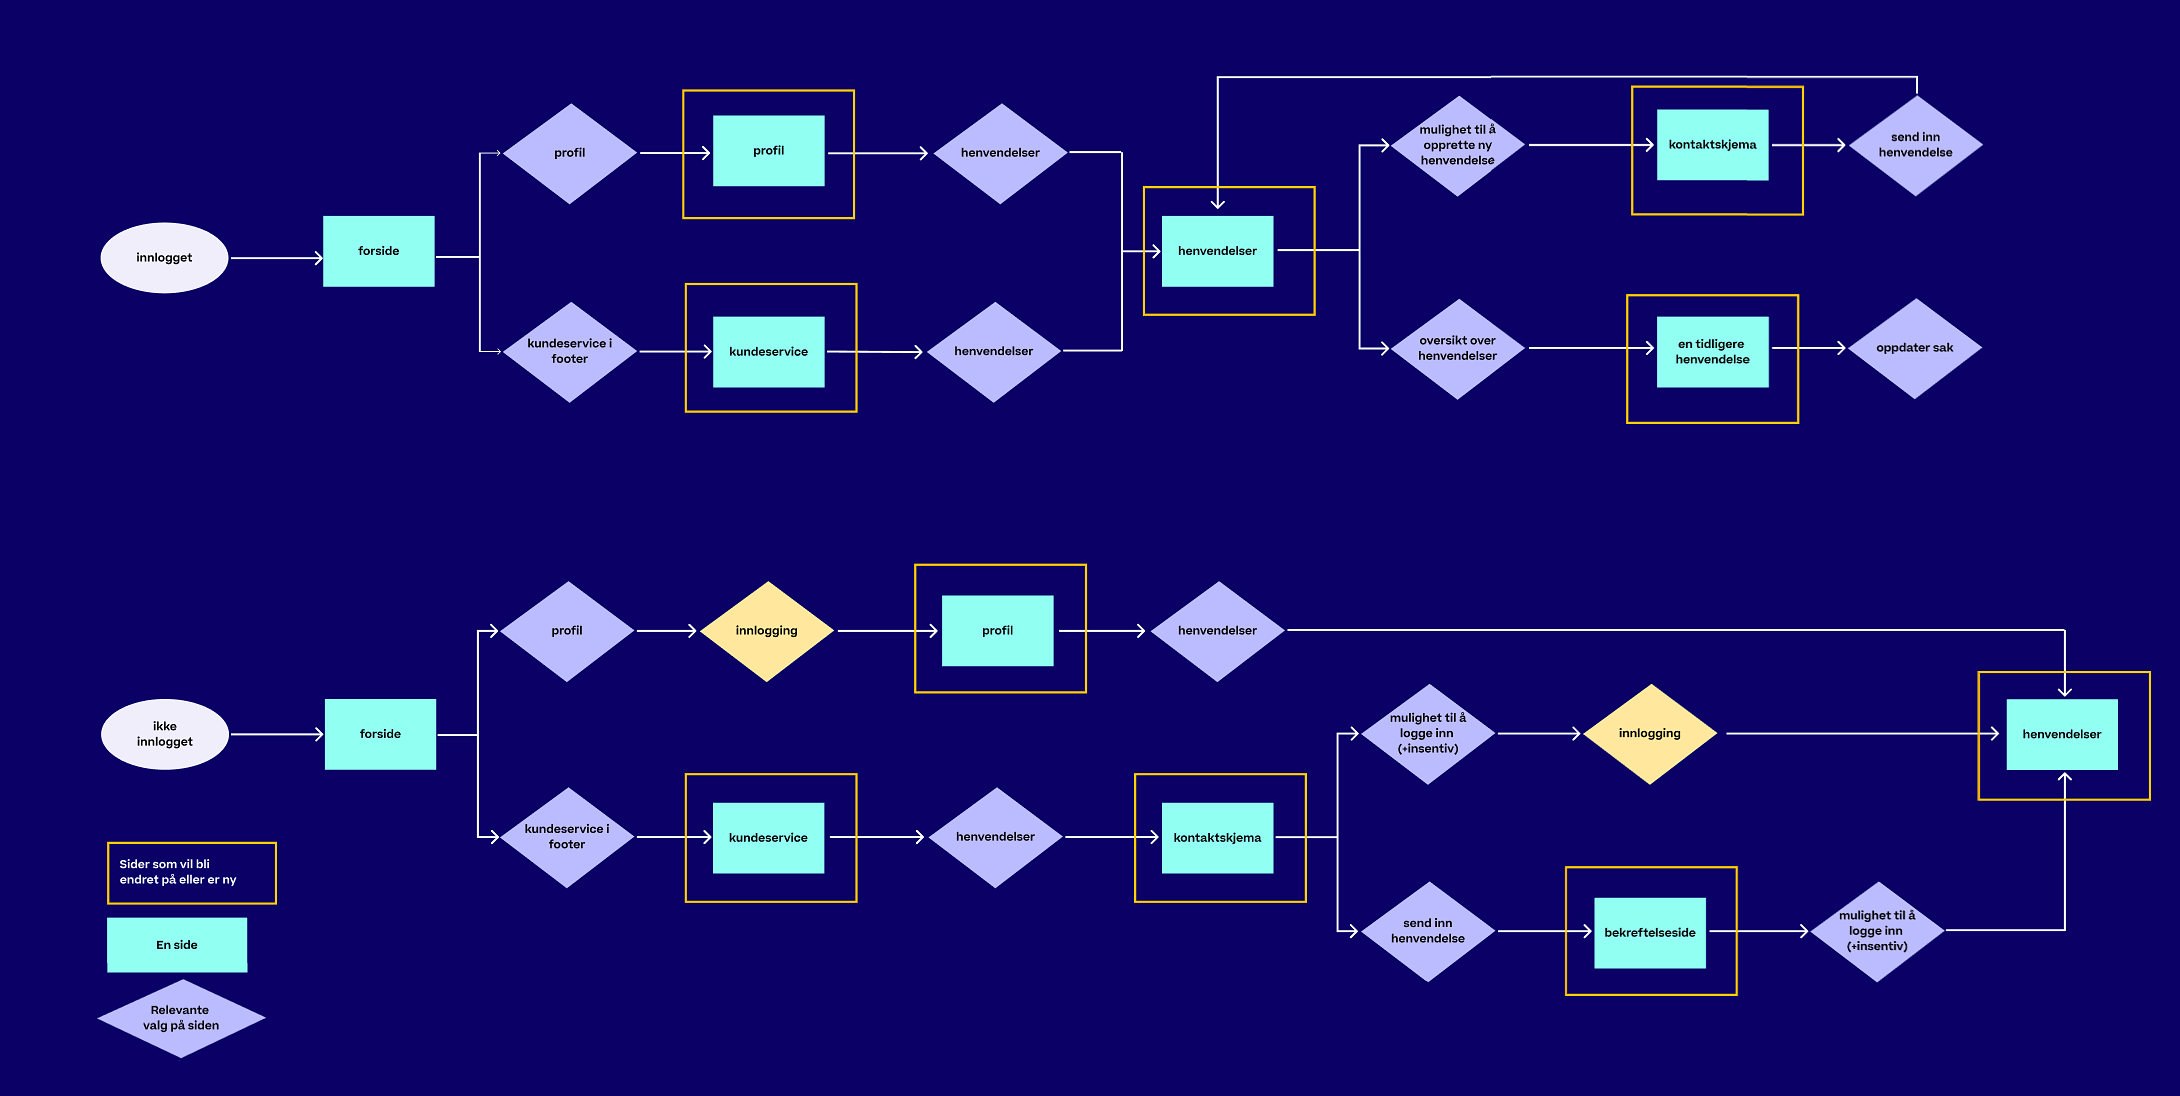 innlogget
forside
profil
profil
henvendelser
kundeservice i
footer
kundeservice
henvendelser
henvendelser
mulighet til å
opprette ny
henvendelse
kontaktskjema
send inn
henvendelse
oversikt over
henvendelser
en tidligere
henvendelse
oppdater sak
ikke
innlogget
forside
profil
innlogging
profil
henvendelser
kundeservice i
footer
kundeservice
henvendelser
kontaktskjema
mulighet til å
logge inn
(+insentiv)
innlogging
henvendelser
send inn
henvendelse
bekreftelseside
mulighet til å
logge inn
(+insentiv)
Sider som vil bli
endret på eller er ny
En side
Relevante
valg på siden